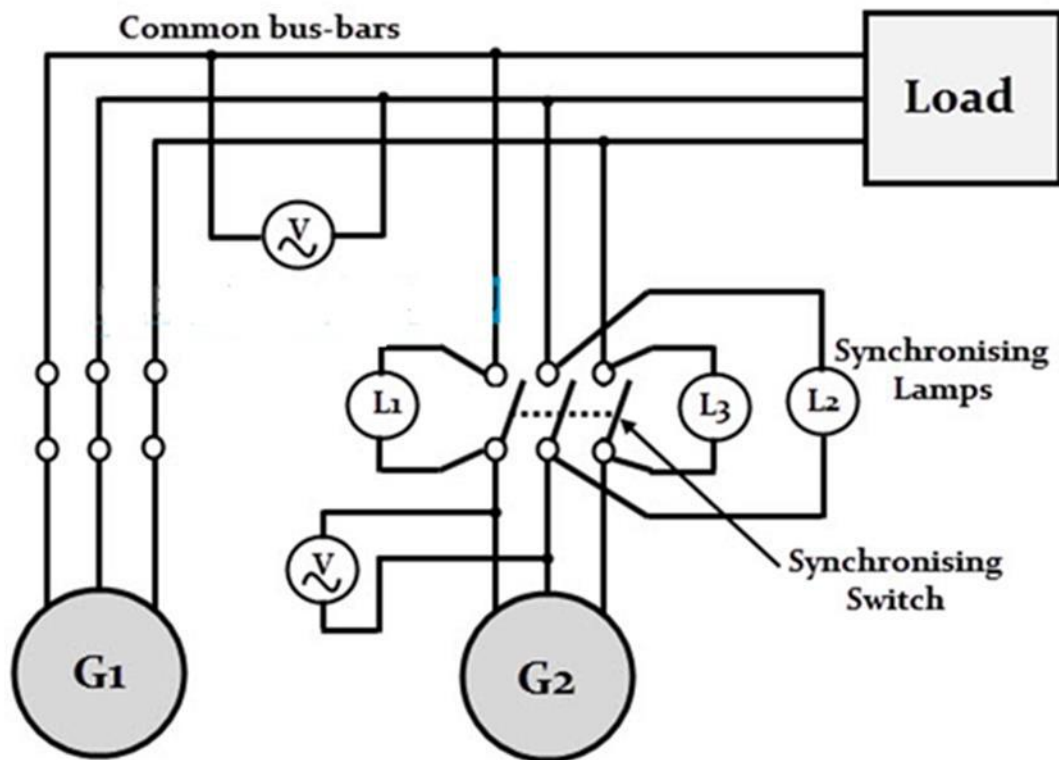 Common bus-bars
Load
V
L1
L3
L2
Synchronising
Lamps
V
Synchronising
Switch
G1
G2